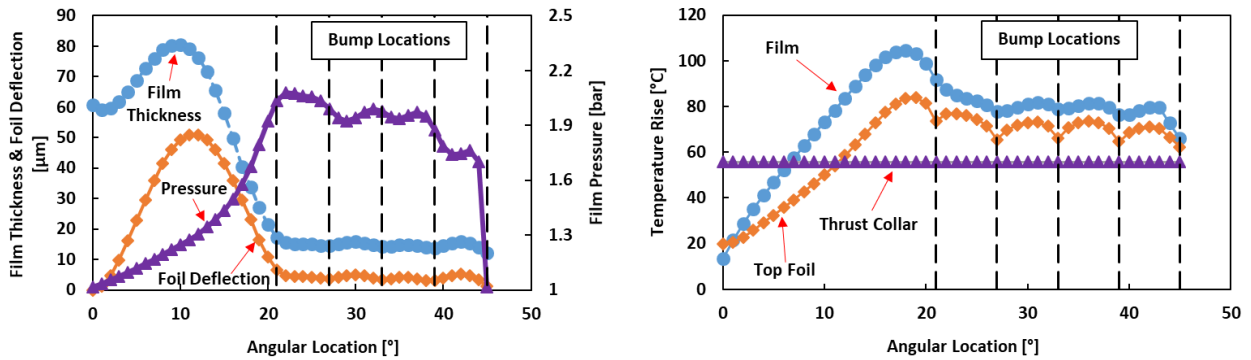 Film Thickness & Foil Deflection
[µm]
90
80
70
60
50
40
30
20
10
0
0
10
20
30
40
50
Angular Location [°]
2.5
2.2
1.9
1.6
1.3
1
Film Pressure [bar]
Bump Locations
Film
Thickness
Pressure
Foil Deflection
Temperature Rise [°C]
120
100
80
60
40
20
0
0
10
20
30
40
50
Angular Location [°]
Bump Locations
Film
Thrust Collar
Top Foil